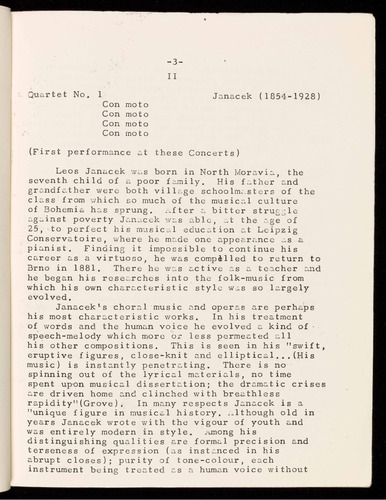 -3-
II
Quartet No. 1 Janacek (1854-1928)
Con moto
Con moto
Con moto
Con moto
(First performance at these Concerts)
Leos Janacek was born in North Moravia, the
seventh child of a poor family. His father and
grandfather were both village schoolmasters of the
class from which so much of the musical culture
of Bohemia has sprung. After a bitter struggle
against poverty Janacek was able, at the age of
25, to perfect his musical education at Leipzig
Conservatoire, where he made one appearance as a
pianist. Finding it impossible to continue his
career as a virtuoso, he was compelled to return to
Brno in 1881. There he was active as a teacher and
he began his researches into the folk-music from
which his own characteristic style was so largely
evolved.
Janacek's choral music and operas are perhaps
his most characteristic works. In his treatment
of words and the human voice he evolved a kind of
speech-melody which more or less permeated all
his other compositions. This is seen in his "swift,
eruptive figures, close-knit and elliptical...(His
music) is instantly penetrating. There is no
spinning out of the lyrical materials, no time
spent upon musical dissertation; the dramatic crises
are driven home and clinched with breathless
rapidity"(Grove). In many respects Janacek is a
"unique figure in musical history. Although old in
years Janacek wrote with the vigour of youth and
was entirely modern in style. Among his
distinguishing qualities are formal precision and
terseness of expression (as instanced in his
abrupt closes); purity of tone-colour, each
instrument being treated as a human voice without